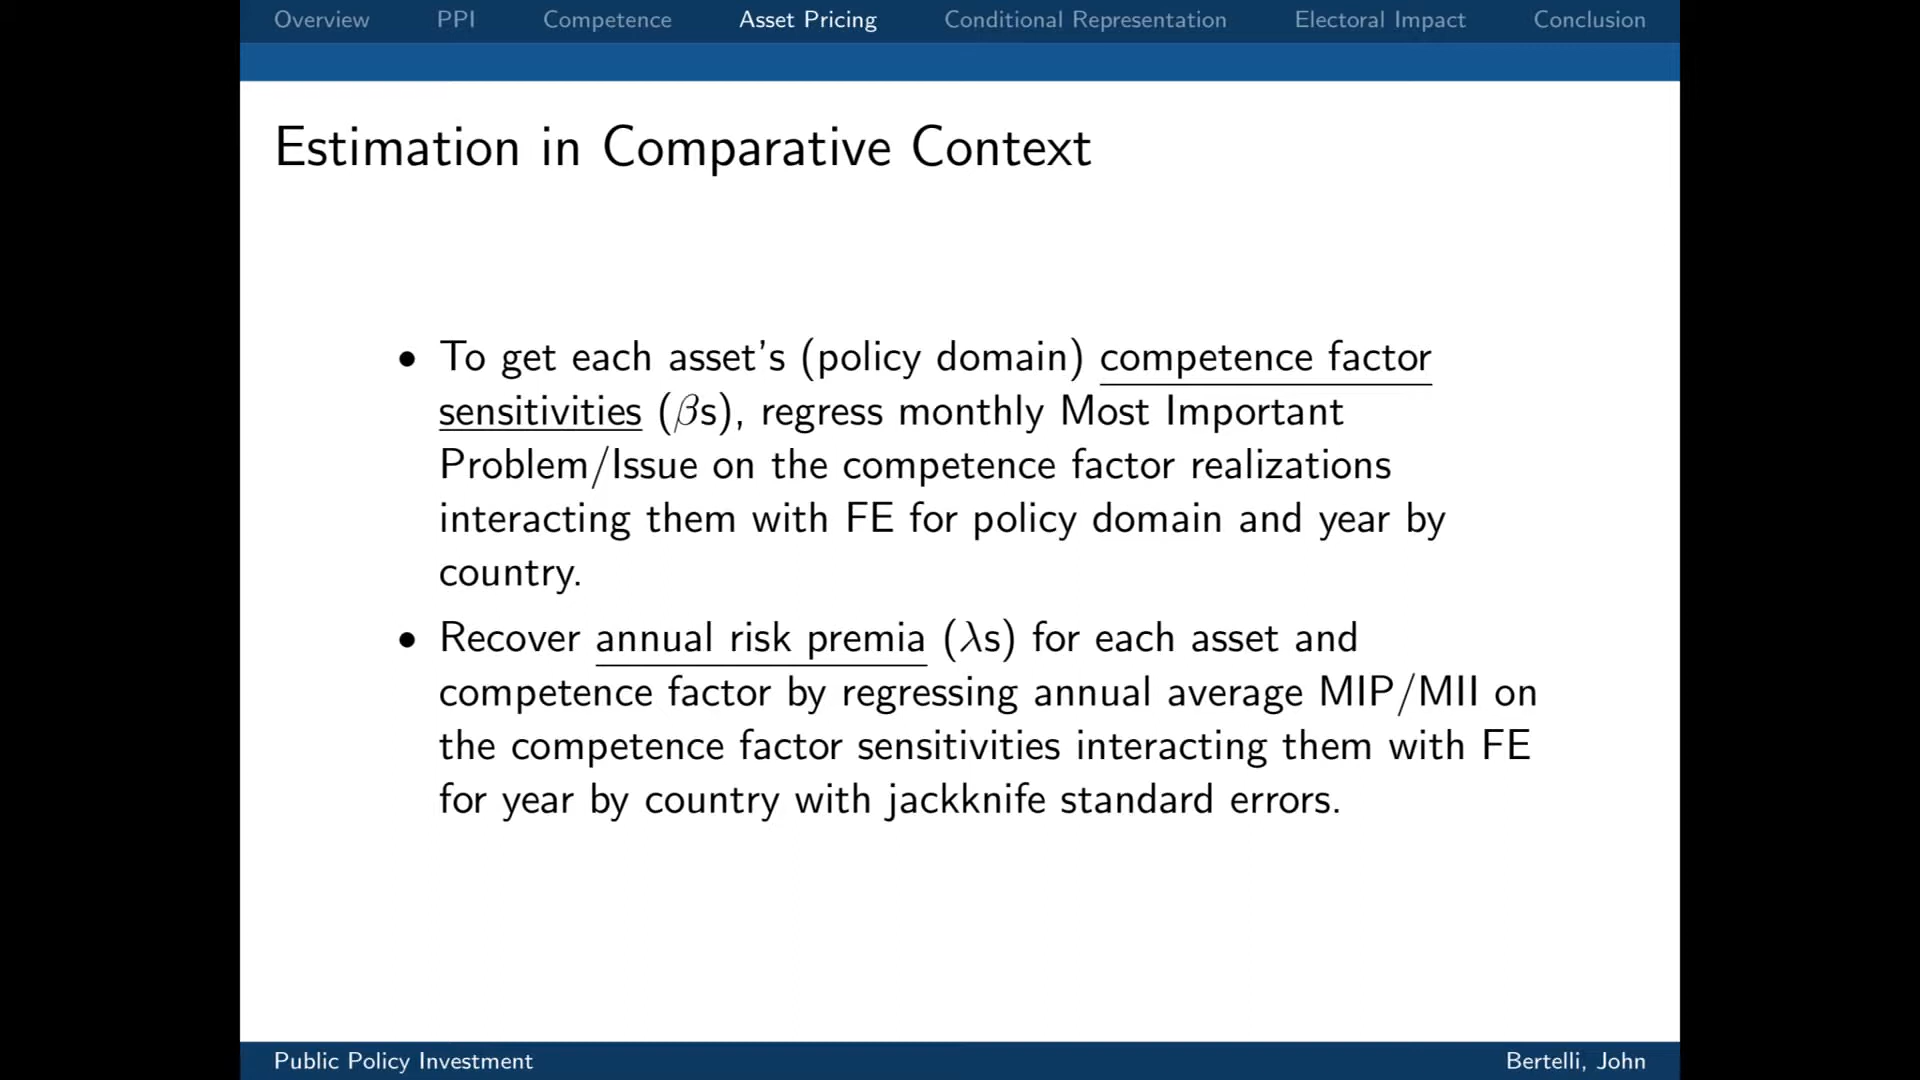 Overview PPI Competence Asset Pricing Conditional Representation Electoral Impact Conclusion
Estimation in Comparative Context
• To get each asset's (policy domain) competence factor
sensitivities (βs), regress monthly Most Important
Problem/Issue on the competence factor realizations
interacting them with FE for policy domain and year by
country.
• Recover annual risk premia (λs) for each asset and
competence factor by regressing annual average MIP/MII on
the competence factor sensitivities interacting them with FE
for year by country with jackknife standard errors.
Public Policy Investment Bertelli, John